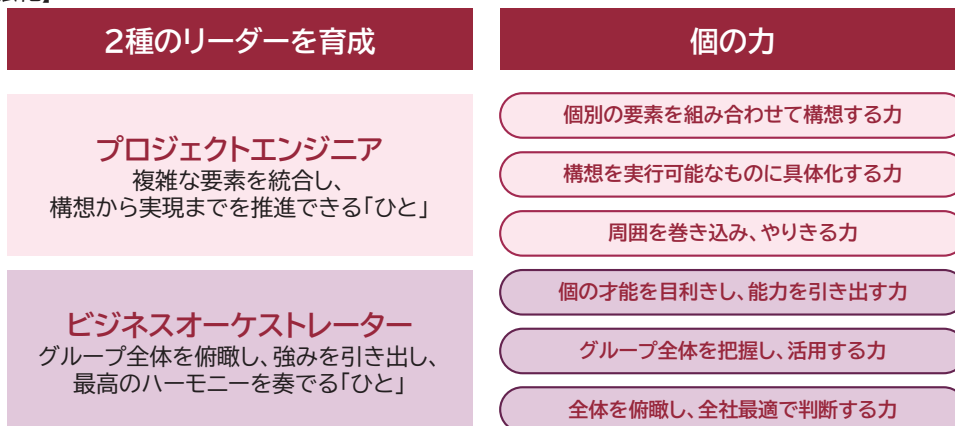 2種のリーダーを育成
プロジェクトエンジニア
複雑な要素を統合し、
構想から実現までを推進できる「ひと」
ビジネスオーケストレーター
グループ全体を俯瞰し、強みを引き出し、
最高のハーモニーを奏でる「ひと」
個の力
個別の要素を組み合わせて構想する力
構想を実行可能なものに具体化する力
周囲を巻き込み、やりきる力
個の才能を目利きし、能力を引き出す力
グループ全体を把握し、活用する力
全体を俯瞰し、全社最適で判断する力